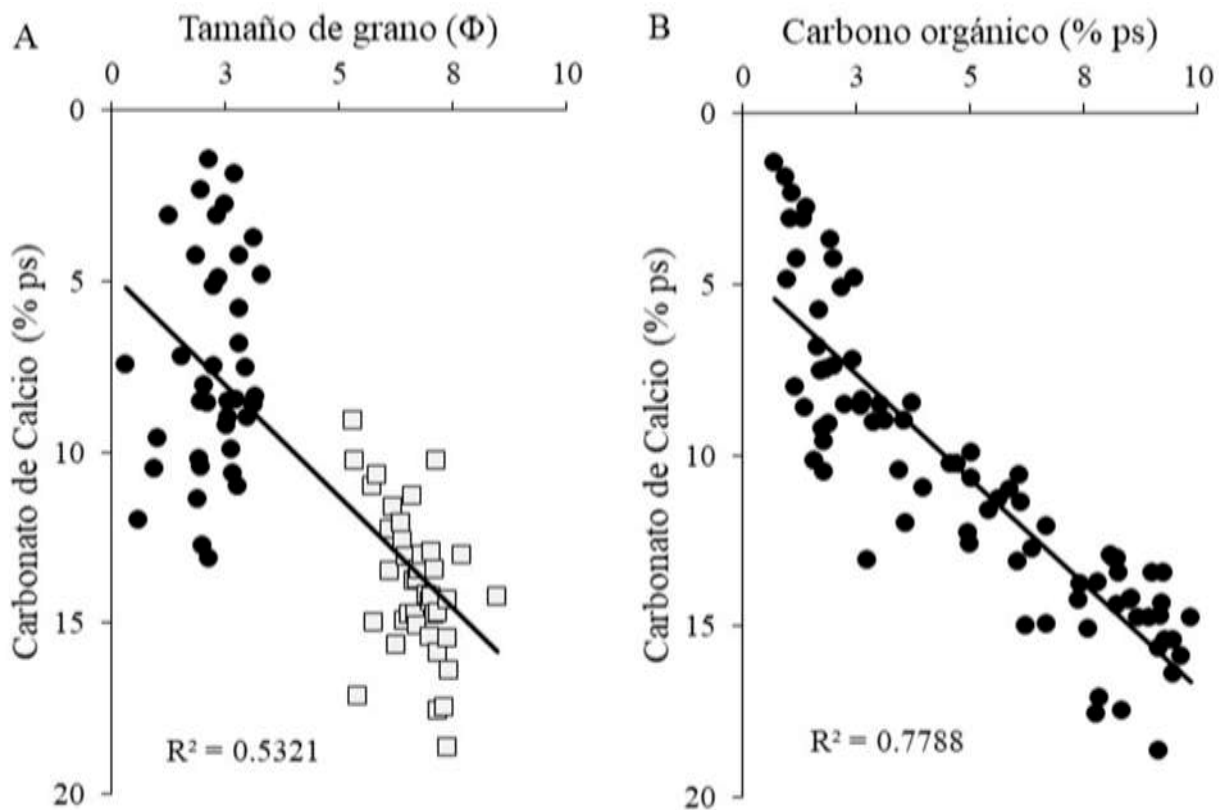 A
Tamaño de grano (Φ)
0 3 5 8 10
0
5
10
15
20
Carbonato de Calcio (% ps)
R² = 0.5321
B
Carbono orgánico (% ps)
0 3 5 8 10
0
5
10
15
20
Carbonato de Calcio (% ps)
R² = 0.7788